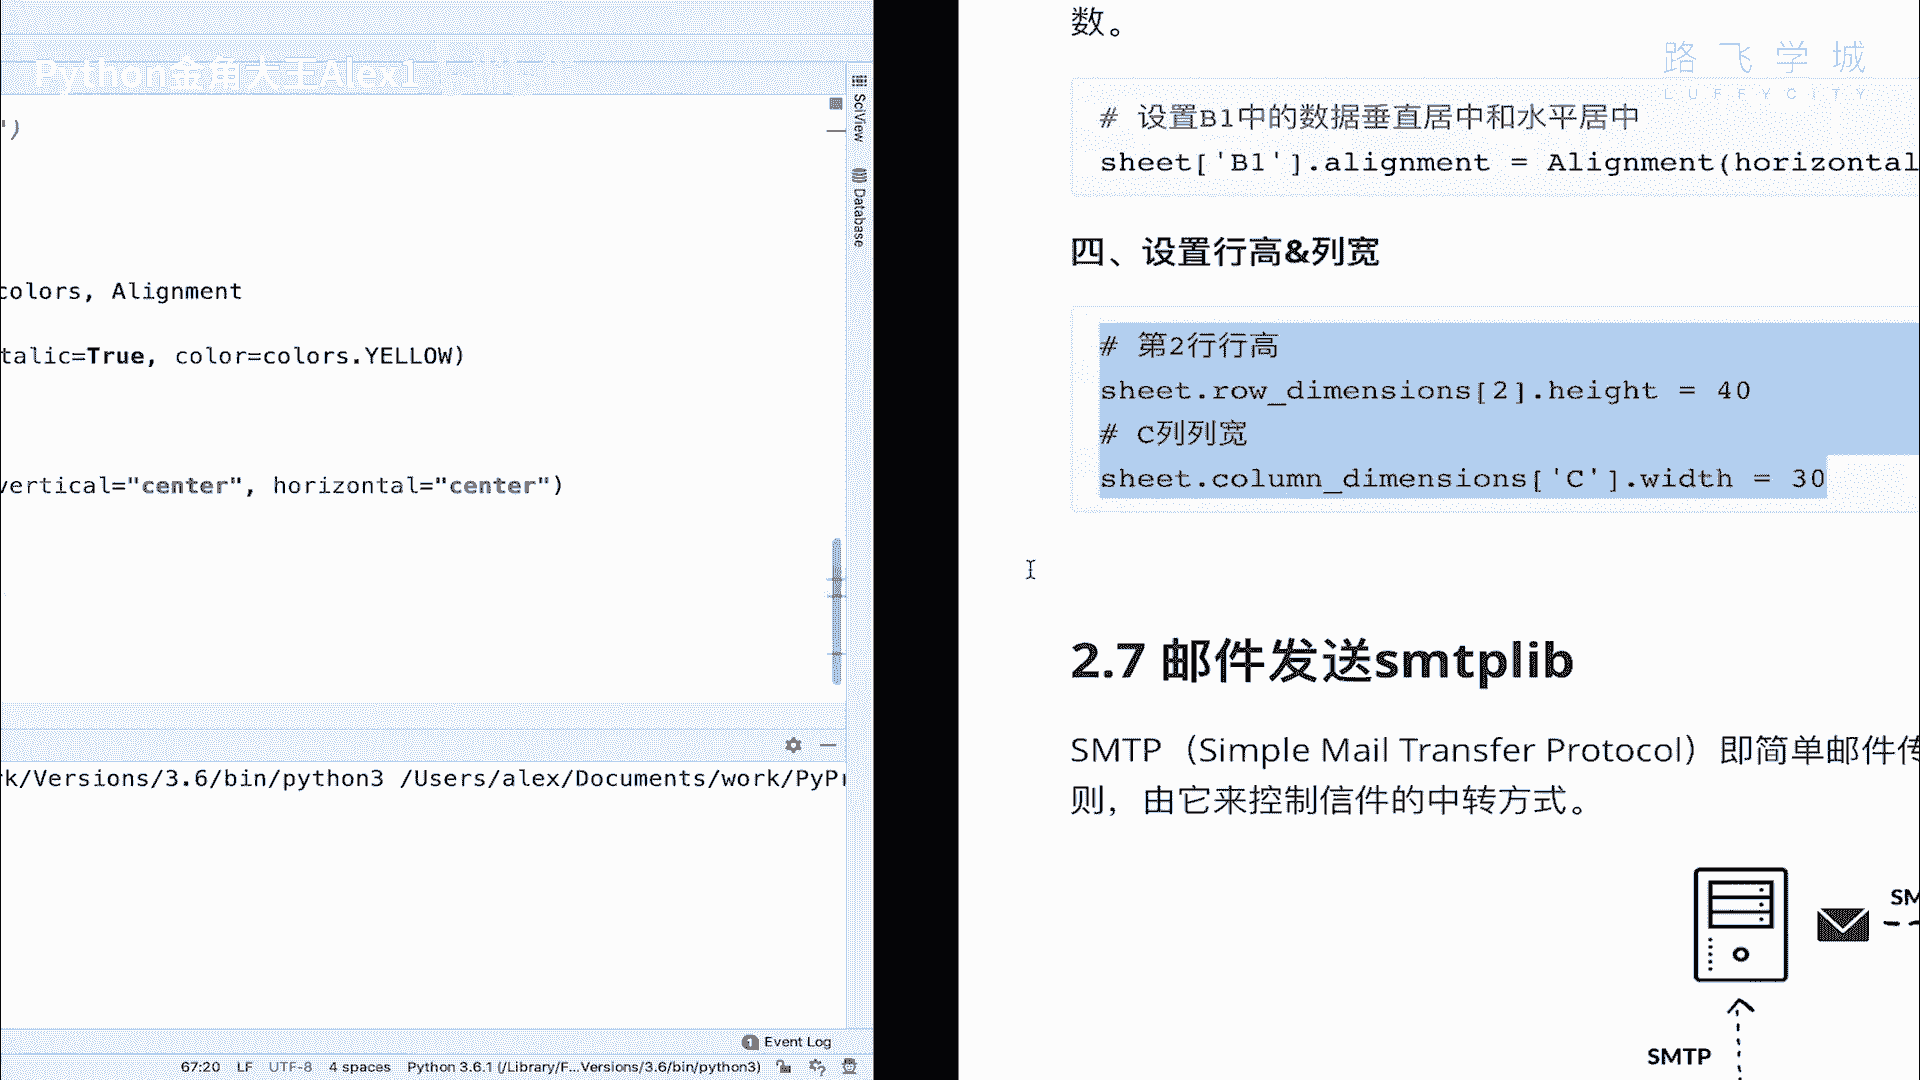 Python金角大王Alex1
')
colors, Alignment
talic=True, color=colors.YELLOW)
vertical="center", horizontal="center")
SciView
Database
k/Versions/3.6/bin/python3 /Users/alex/Documents/work/PyPr
1 Event Log
67:20 LF UTF-8 4 spaces Python 3.6.1 (/Library/F...Versions/3.6/bin/python3)
数。
路飞学城
LUFFYCITY
# 设置B1中的数据垂直居中和水平居中
sheet['B1'].alignment = Alignment(horizontal
四、设置行高&列宽
# 第2行行高
sheet.row_dimensions[2].height = 40
# C列列宽
sheet.column_dimensions['C'].width = 30
2.7 邮件发送smtplib
SMTP（Simple Mail Transfer Protocol）即简单邮件传
则，由它来控制信件的中转方式。
SM
SMTP